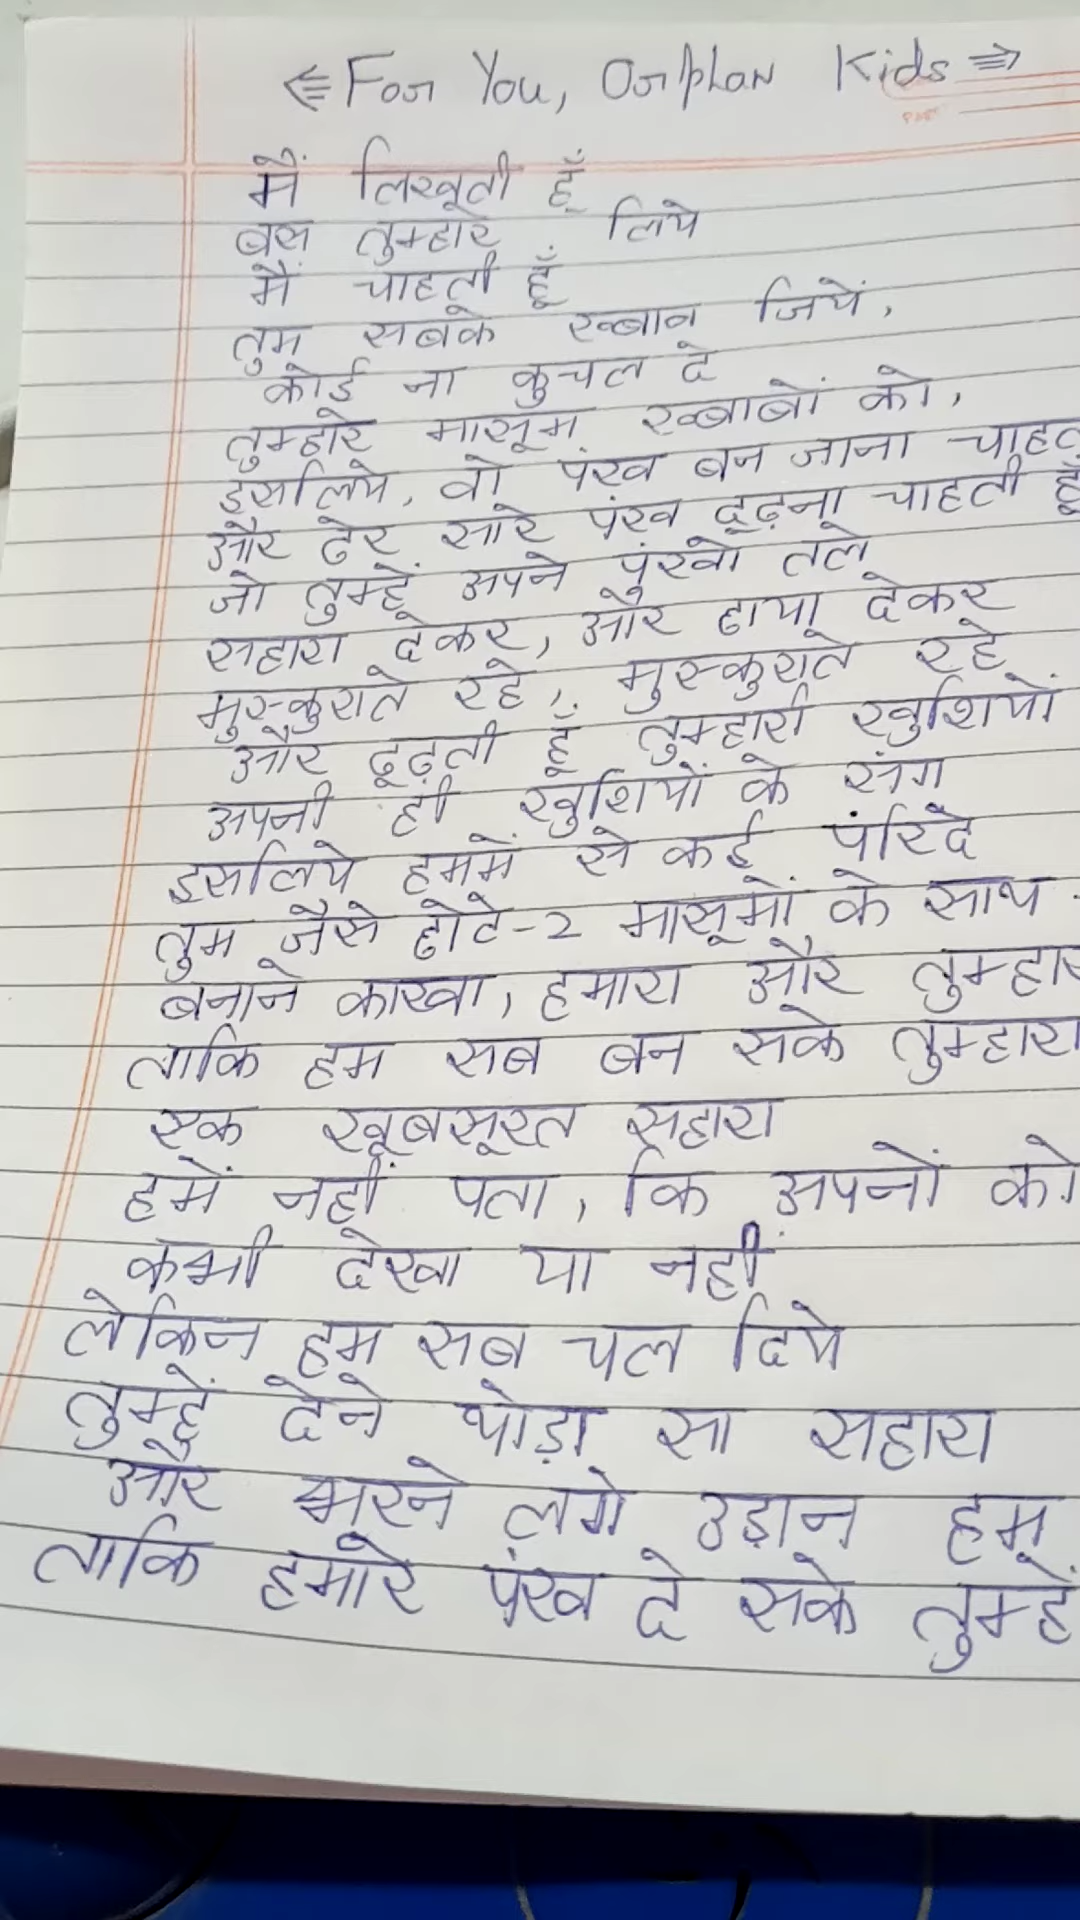 ⇐ For You, Orphan Kids ⇒
मैं लिखती हूँ
बस तुम्हारे लिये
मैं चाहती हूँ
तुम सबके ख्बाव जियें,
कोई ना कुचल दे
तुम्हारे मासूम ख्बाबों को,
इसलिये, वो पंख बन जाना चाहत
और ढेर सारे पंख ढूढ़ना चाहती हूँ
जो तुम्हें अपने पंखों तले
सहारा देकर, और छाया देकर
मुस्कुराते रहे, मुस्कुराते रहे
और ढूढ़ती हूँ तुम्हारी खुशियों
अपनी ही खुशियों के संग
इसलिये हममें से कई परिंदे
तुम जैसे छोटे-2 मासूमों के साथ
बनाने कारवा, हमारा और तुम्हार
ताकि हम सब बन सके तुम्हारा
एक खूबसूरत सहारा
हमें नहीं पता, कि अपनों को
कभी देखा या नहीं
लेकिन हम सब चल दिये
तुम्हें देने थोड़ा सा सहारा
और भरने लगे उड़ान हम
ताकि हमारे पंख दे सके तुम्हें